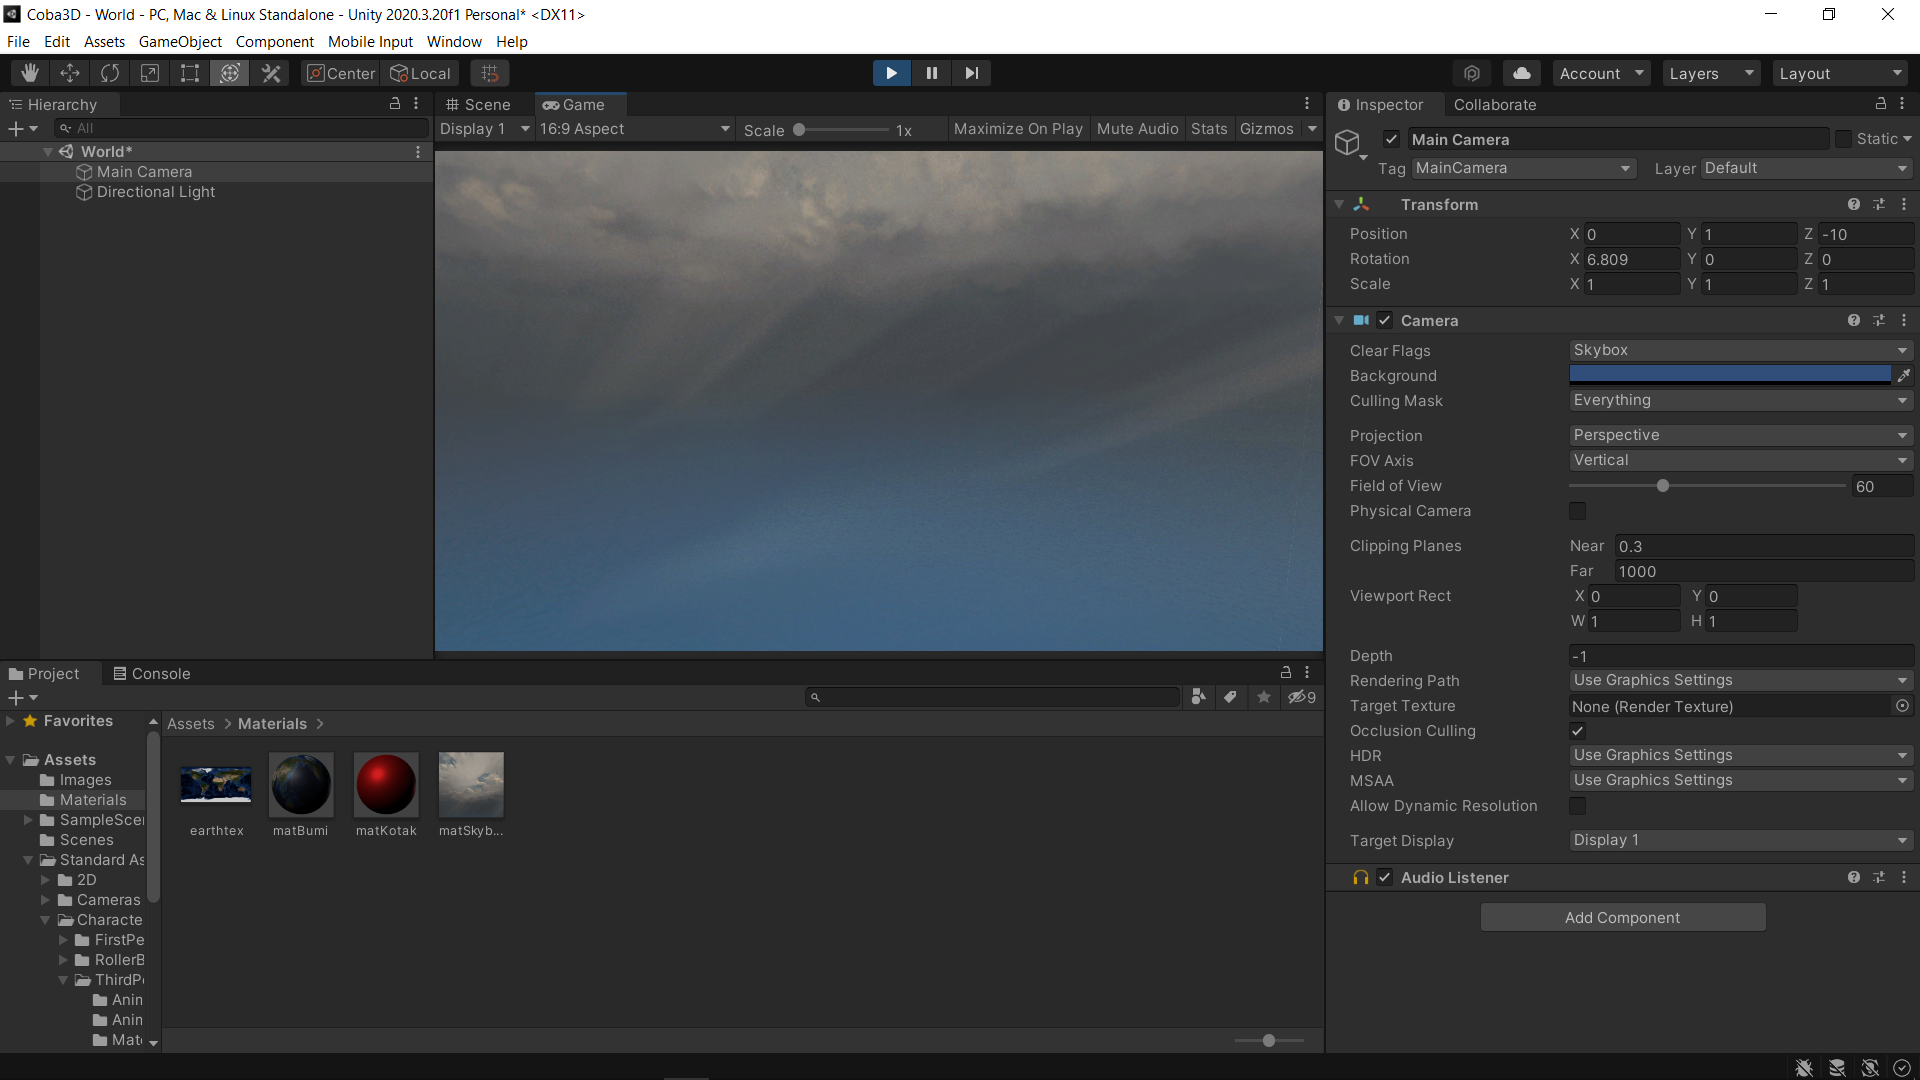 Coba3D - World - PC, Mac & Linux Standalone - Unity 2020.3.20f1 Personal* <DX11>
File Edit Assets GameObject Component Mobile Input Window Help
Center Local Account Layers Layout
Hierarchy
All
World*
Main Camera
Directional Light
Scene Game
Display 1 16:9 Aspect Scale 1x Maximize On Play Mute Audio Stats Gizmos
Inspector Collaborate
Main Camera Static
Tag MainCamera Layer Default
Transform
Position X 0 Y 1 Z -10
Rotation X 6.809 Y 0 Z 0
Scale X 1 Y 1 Z 1
Camera
Clear Flags Skybox
Background
Culling Mask Everything
Projection Perspective
FOV Axis Vertical
Field of View 60
Physical Camera
Clipping Planes Near 0.3
Far 1000
Viewport Rect X 0 Y 0
W 1 H 1
Depth -1
Rendering Path Use Graphics Settings
Target Texture None (Render Texture)
Occlusion Culling
HDR Use Graphics Settings
MSAA Use Graphics Settings
Allow Dynamic Resolution
Target Display Display 1
Audio Listener
Add Component
Project Console
9
Favorites
Assets
Images
Materials
SampleScei
Scenes
Standard As
2D
Cameras
Characte
FirstPe
RollerB
ThirdP
Anin
Anin
Mat
Assets > Materials >
earthtex matBumi matKotak matSkyb...